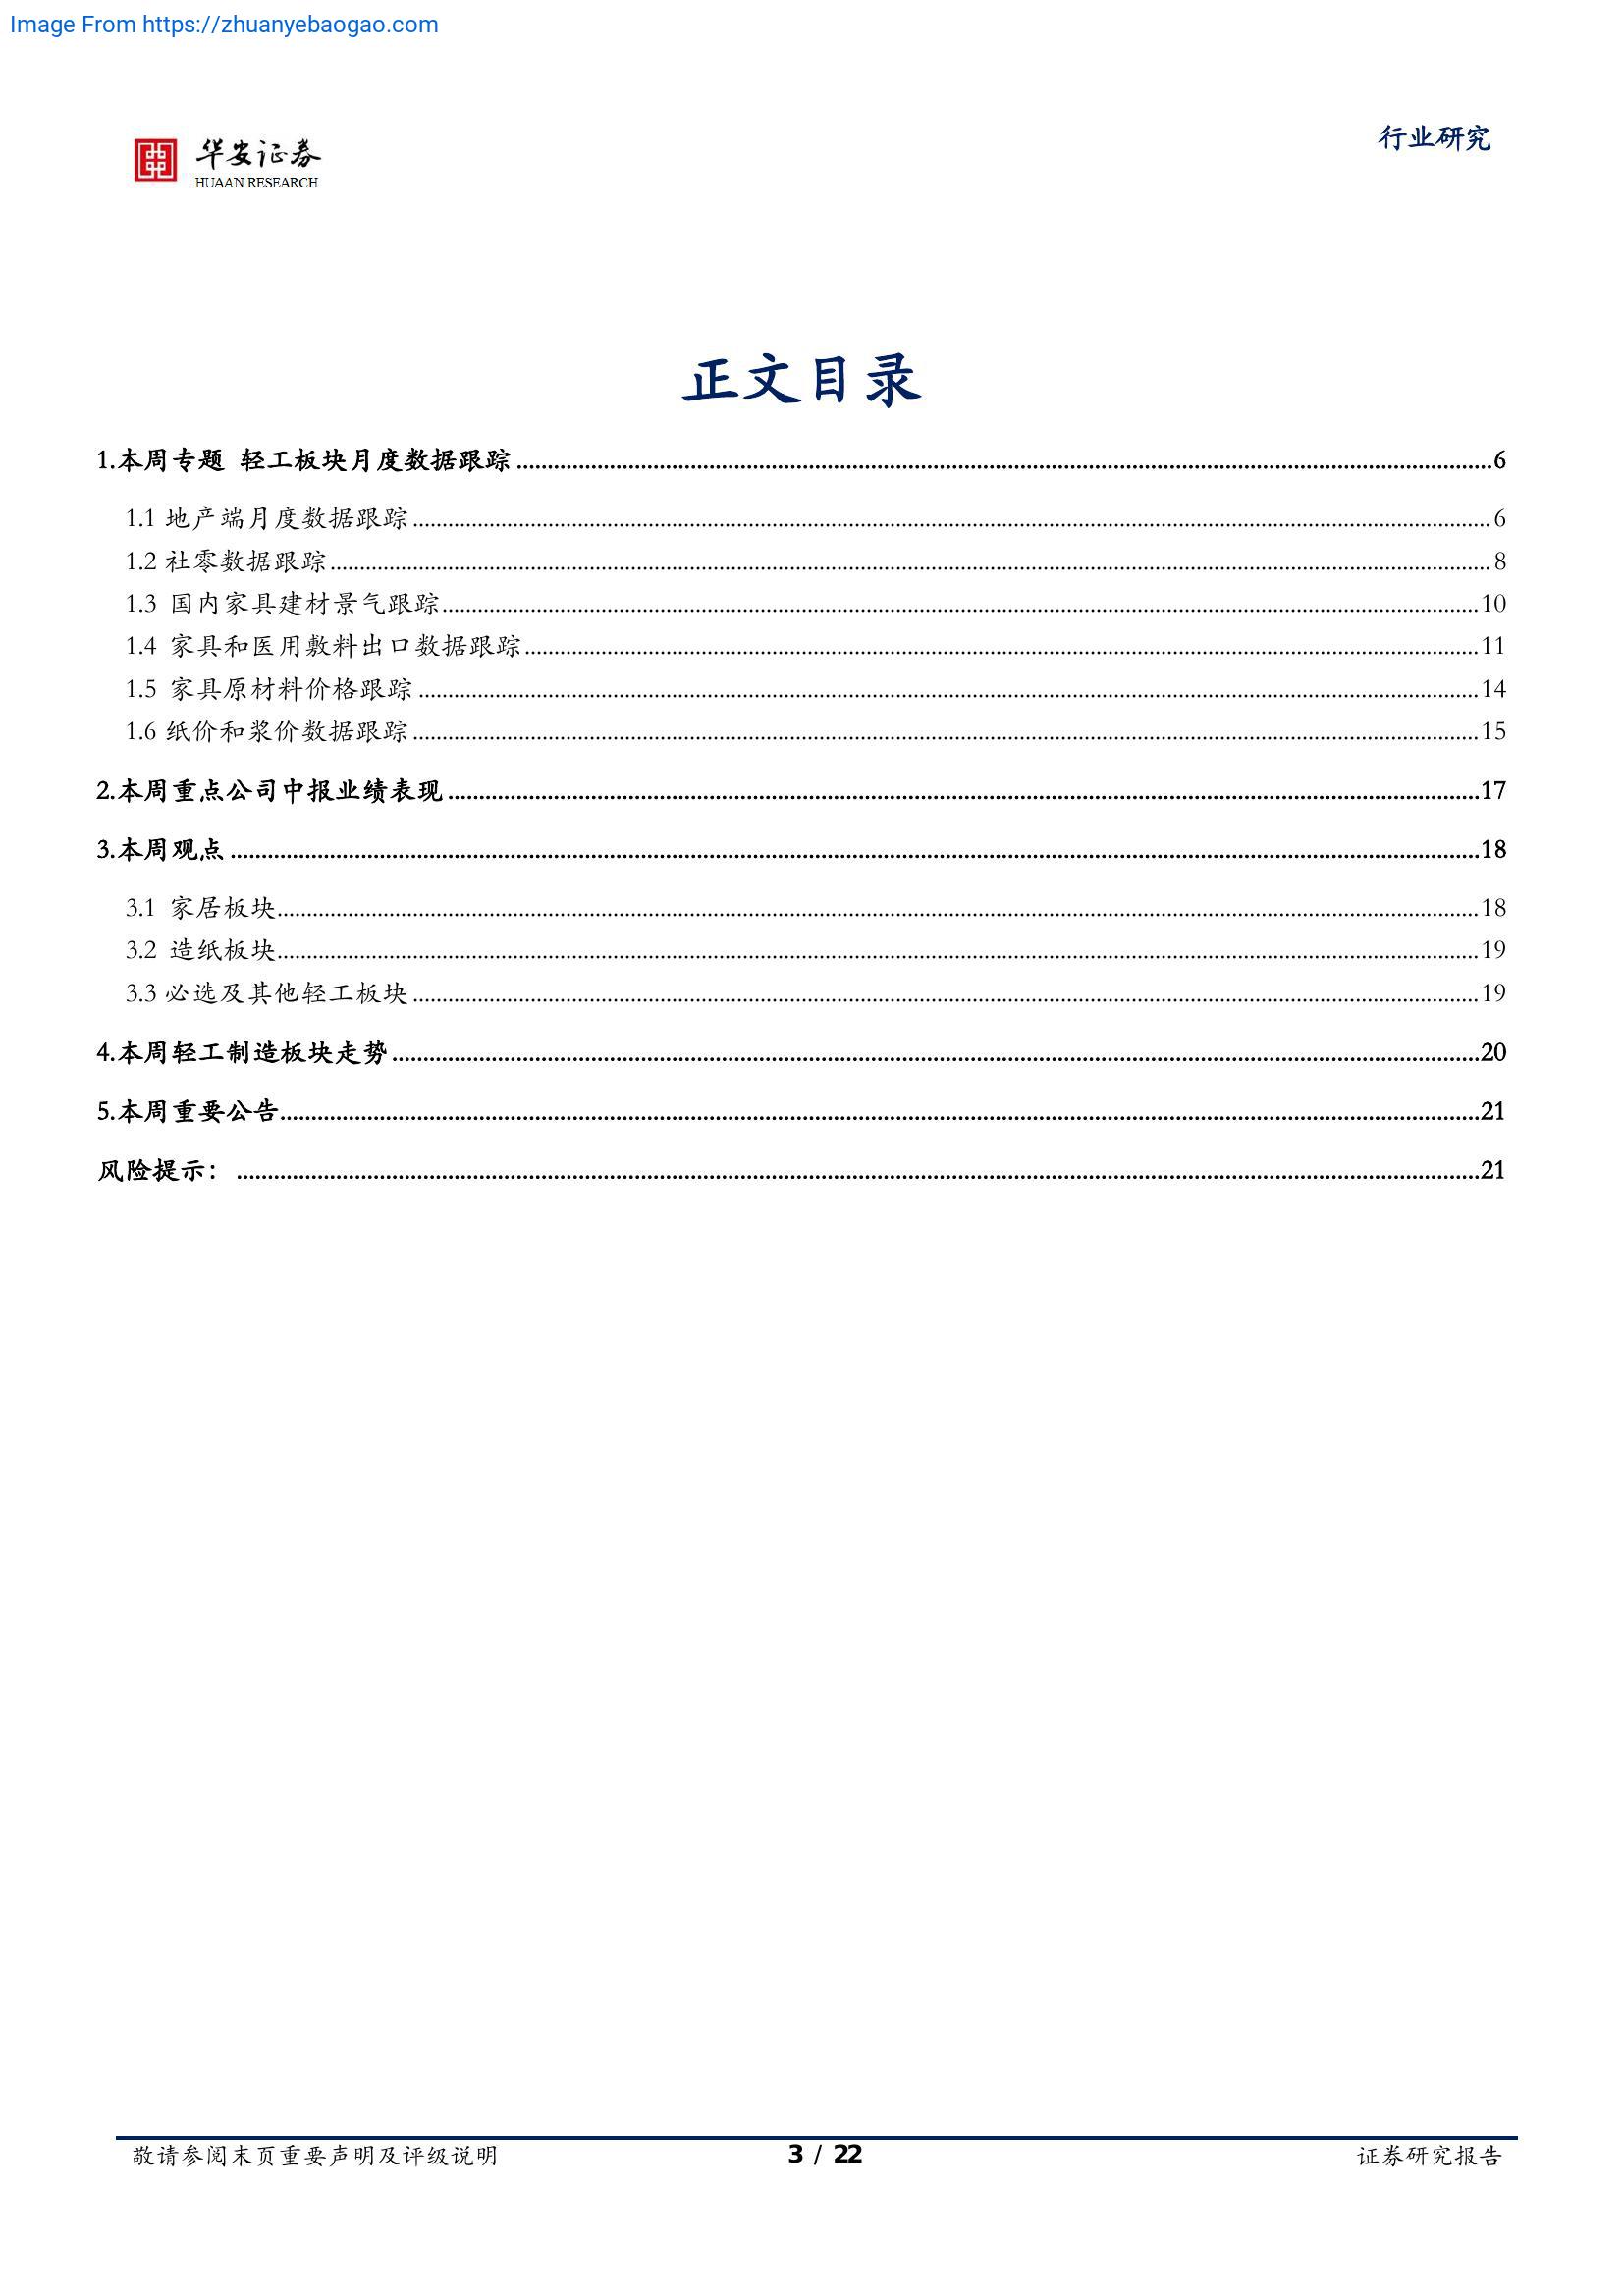 Image From https://zhuanyebaogao.com
华安证券
HUAAN RESEARCH
行业研究
正文目录
1.本周专题 轻工板块月度数据跟踪 6
1.1 地产端月度数据跟踪 6
1.2 社零数据跟踪 8
1.3 国内家具建材景气跟踪 10
1.4 家具和医用敷料出口数据跟踪 11
1.5 家具原材料价格跟踪 14
1.6 纸价和浆价数据跟踪 15
2.本周重点公司中报业绩表现 17
3.本周观点 18
3.1 家居板块 18
3.2 造纸板块 19
3.3 必选及其他轻工板块 19
4.本周轻工制造板块走势 20
5.本周重要公告 21
风险提示： 21
敬请参阅末页重要声明及评级说明
3 / 22
证券研究报告